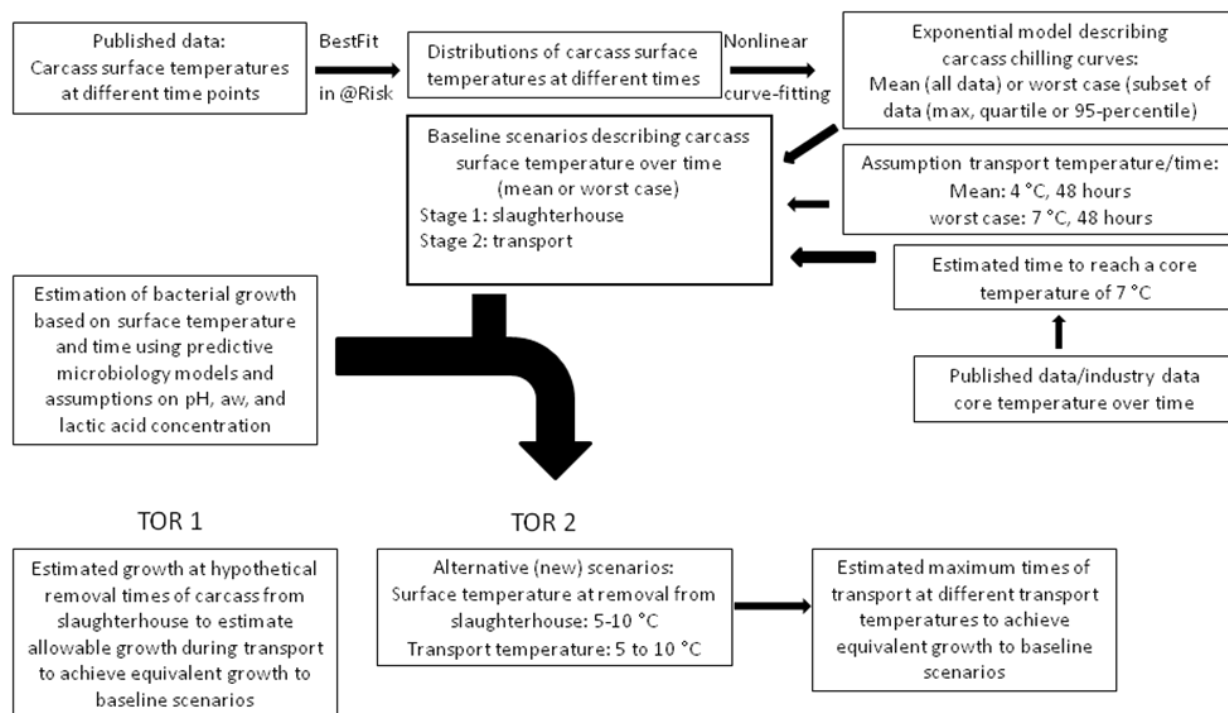 Published data:
Carcass surface temperatures
at different time points
BestFit
in @Risk
Distributions of carcass surface
temperatures at different times
Nonlinear
curve-fitting
Exponential model describing
carcass chilling curves:
Mean (all data) or worst case (subset of
data (max, quartile or 95-percentile)
Baseline scenarios describing carcass
surface temperature over time
(mean or worst case)
Stage 1: slaughterhouse
Stage 2: transport
Assumption transport temperature/time:
Mean: 4 °C, 48 hours
worst case: 7 °C, 48 hours
Estimated time to reach a core
temperature of 7 °C
Published data/industry data
core temperature over time
Estimation of bacterial growth
based on surface temperature
and time using predictive
microbiology models and
assumptions on pH, aw, and
lactic acid concentration
TOR 1
Estimated growth at hypothetical
removal times of carcass from
slaughterhouse to estimate
allowable growth during transport
to achieve equivalent growth to
baseline scenarios
TOR 2
Alternative (new) scenarios:
Surface temperature at removal from
slaughterhouse: 5-10 °C
Transport temperature: 5 to 10 °C
Estimated maximum times of
transport at different transport
temperatures to achieve
equivalent growth to baseline
scenarios